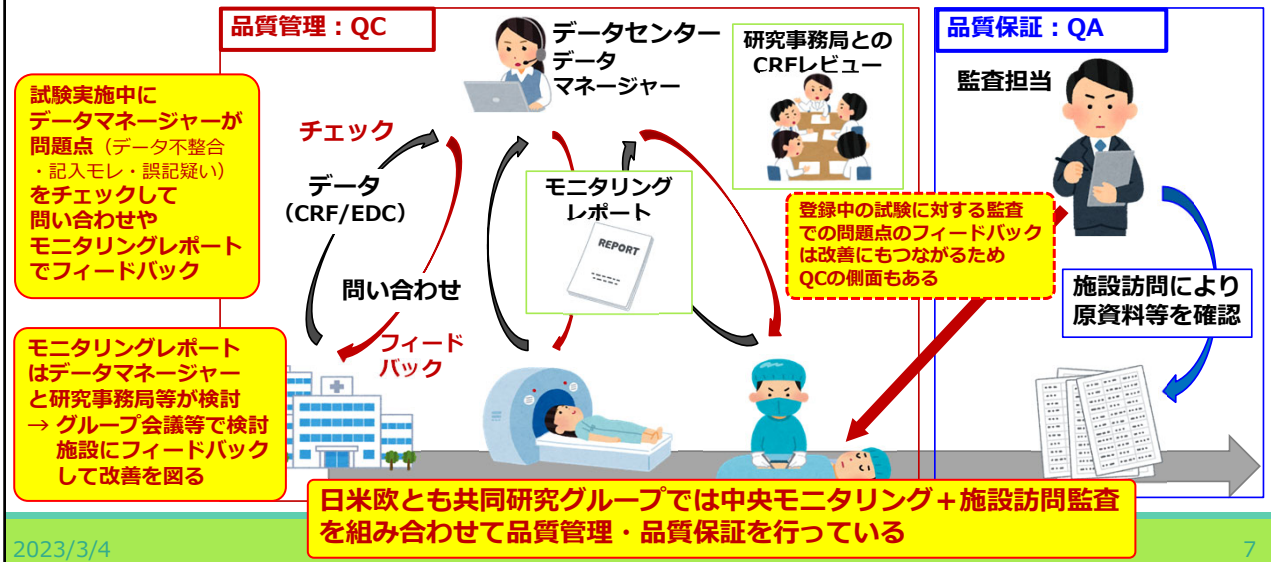 品質管理：QC
データセンター
データ
マネージャー
研究事務局との
CRFレビュー
品質保証：QA
監査担当
試験実施中に
データマネージャーが
問題点（データ不整合
・記入モレ・誤記疑い）
をチェックして
問い合わせや
モニタリングレポート
でフィードバック
チェック
データ
（CRF/EDC）
モニタリング
レポート
REPORT
問い合わせ
フィード
バック
登録中の試験に対する監査
での問題点のフィードバック
は改善にもつながるため
QCの側面もある
施設訪問により
原資料等を確認
モニタリングレポート
はデータマネージャー
と研究事務局等が検討
→ グループ会議等で検討
施設にフィードバック
して改善を図る
日米欧とも共同研究グループでは中央モニタリング＋施設訪問監査
を組み合わせて品質管理・品質保証を行っている
2023/3/4
7